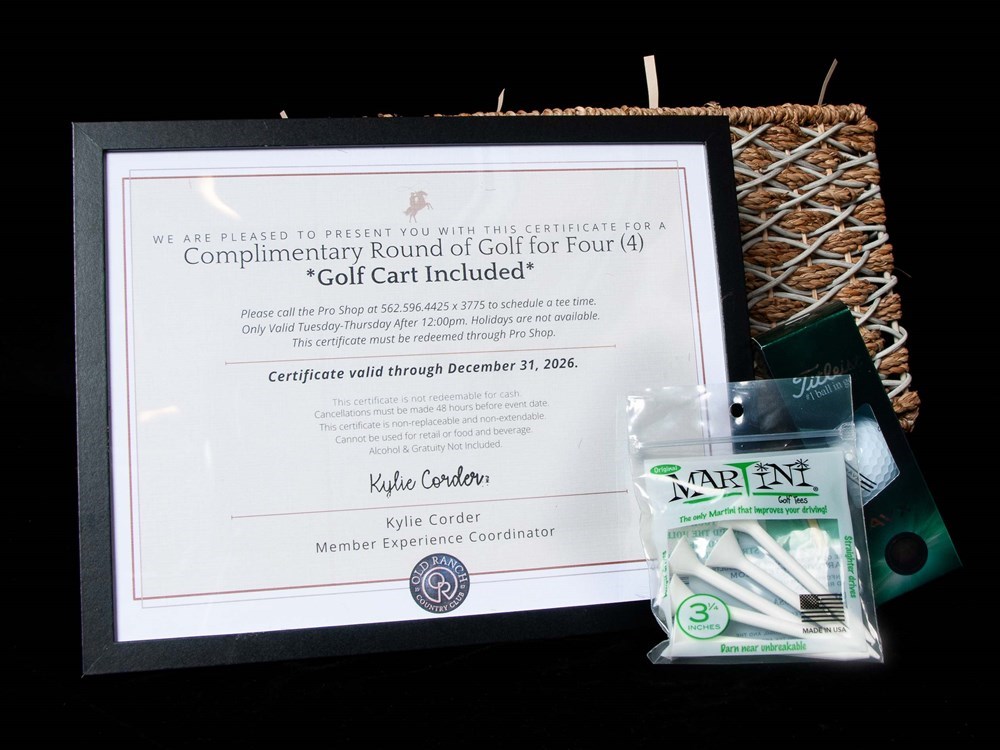 WE ARE PLEASED TO PRESENT YOU WITH THIS CERTIFICATE FOR A
Complimentary Round of Golf for Four (4)
*Golf Cart Included*
Please call the Pro Shop at 562.596.4425 x 3775 to schedule a tee time.
Only Valid Tuesday-Thursday After 12:00pm. Holidays are not available.
This certificate must be redeemed through Pro Shop.
Certificate valid through December 31, 2026.
This certificate is not redeemable for cash.
Cancellations must be made 48 hours before event date.
This certificate is non-replaceable and non-extendable.
Cannot be used for retail or food and beverage.
Alcohol & Gratuity Not Included.
Kylie Corder
Kylie Corder
Member Experience Coordinator
OLD RANCH
COUNTRY CLUB
Titleist
#1 ball in
Original
MARTINI
Golf Tees
The only Martini that improves your driving!
Straighter drives
3 1/4
INCHES
MADE IN USA
Darn near unbreakable